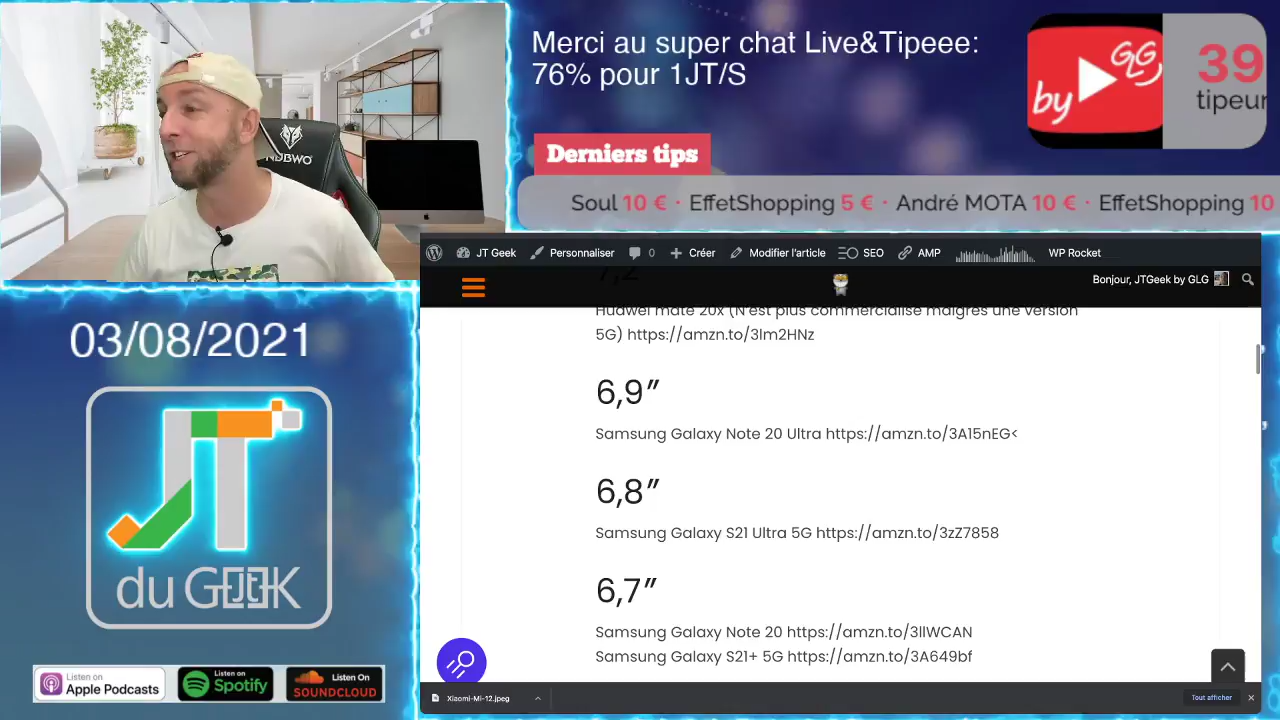 Merci au super chat Live&Tipeee:
76% pour 1JT/S
by GLG
39
tipeur
Derniers tips
Soul 10 € · EffetShopping 5 € · André MOTA 10 € · EffetShopping 10
NDBWO
JT Geek Personnaliser 0 Créer Modifier l'article SEO AMP WP Rocket
7,2
Bonjour, JTGeek by GLG
Huawei mate 20x (N'est plus commercialisé malgrès une version
5G) https://amzn.to/3lm2HNz
6,9″
Samsung Galaxy Note 20 Ultra https://amzn.to/3A15nEG<
6,8″
Samsung Galaxy S21 Ultra 5G https://amzn.to/3zZ7858
6,7″
Samsung Galaxy Note 20 https://amzn.to/3llWCAN
Samsung Galaxy S21+ 5G https://amzn.to/3A649bf
03/08/2021
JT
du GEEK
Listen on
Apple Podcasts
Listen on
Spotify
Listen On
SOUNDCLOUD
Xiaomi-Mi-12.jpeg
Tout afficher